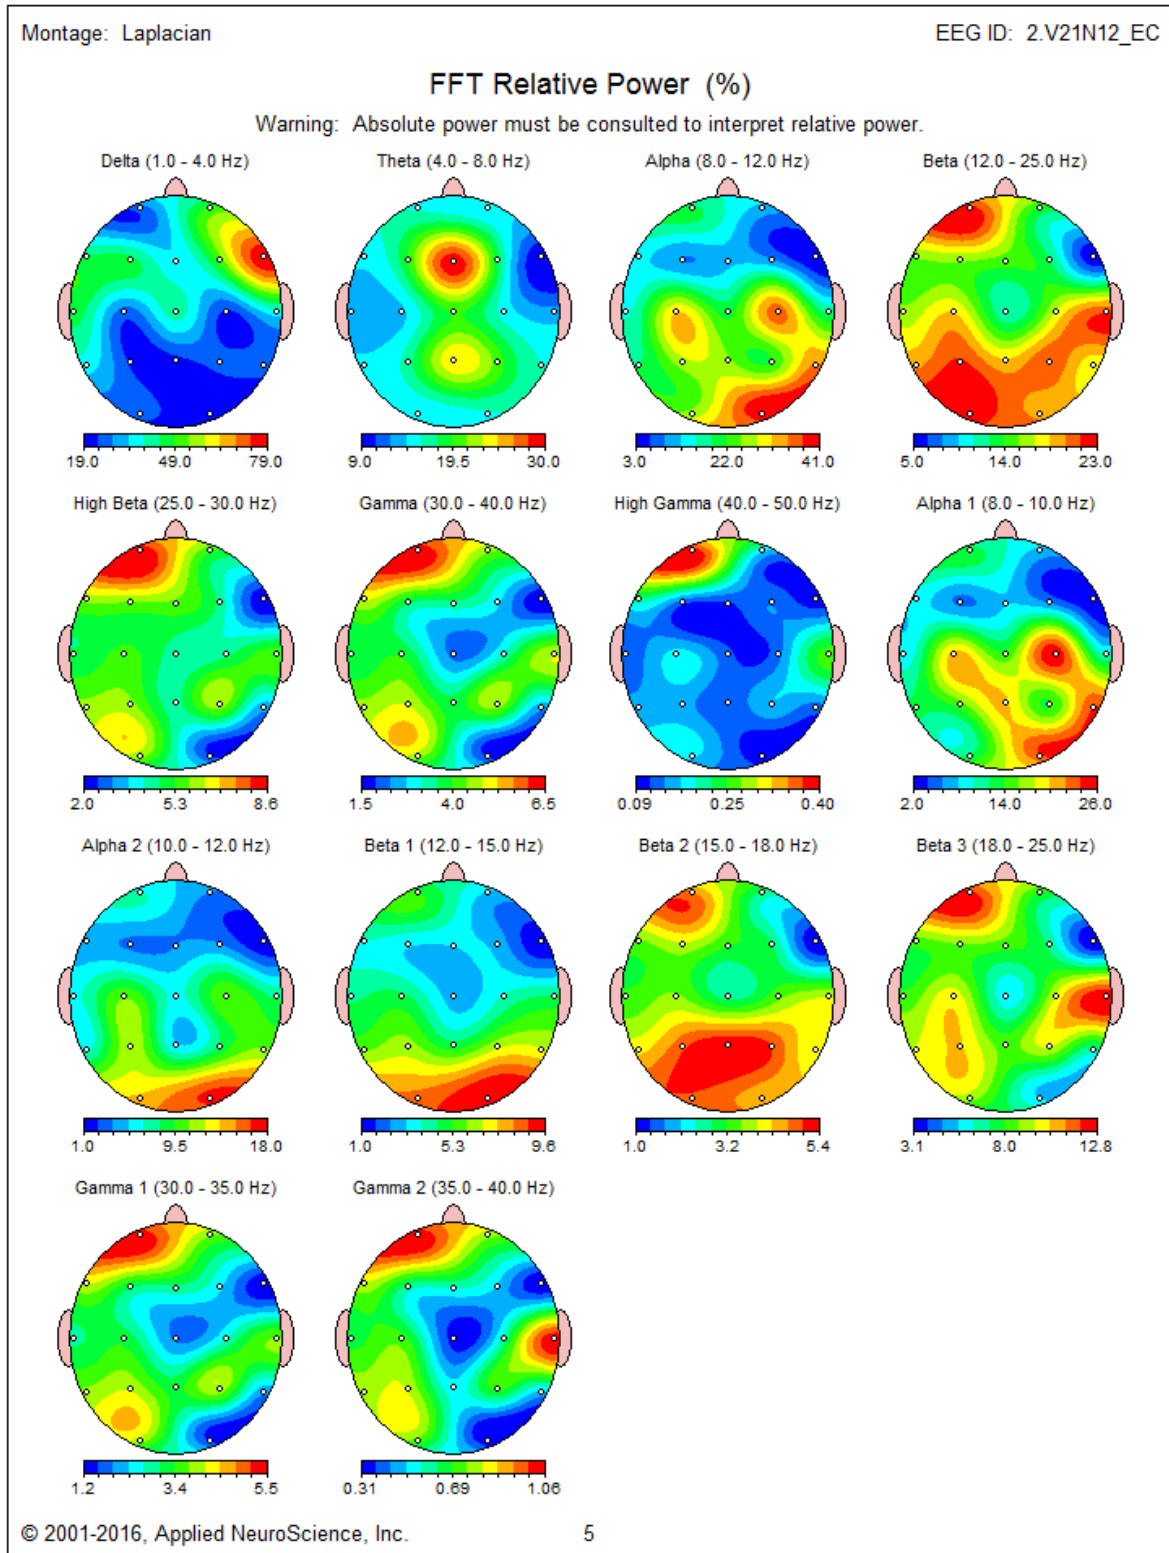 Montage: Laplacian EEG ID: 2.V21N12_EC
FFT Relative Power (%)
Warning: Absolute power must be consulted to interpret relative power.
Delta (1.0 - 4.0 Hz) Theta (4.0 - 8.0 Hz) Alpha (8.0 - 12.0 Hz) Beta (12.0 - 25.0 Hz)
19.0 49.0 79.0 9.0 19.5 30.0 3.0 22.0 41.0 5.0 14.0 23.0
High Beta (25.0 - 30.0 Hz) Gamma (30.0 - 40.0 Hz) High Gamma (40.0 - 50.0 Hz) Alpha 1 (8.0 - 10.0 Hz)
2.0 5.3 8.6 1.5 4.0 6.5 0.09 0.25 0.40 2.0 14.0 26.0
Alpha 2 (10.0 - 12.0 Hz) Beta 1 (12.0 - 15.0 Hz) Beta 2 (15.0 - 18.0 Hz) Beta 3 (18.0 - 25.0 Hz)
1.0 9.5 18.0 1.0 5.3 9.6 1.0 3.2 5.4 3.1 8.0 12.8
Gamma 1 (30.0 - 35.0 Hz) Gamma 2 (35.0 - 40.0 Hz)
1.2 3.4 5.5 0.31 0.69 1.06
© 2001-2016, Applied NeuroScience, Inc. 5